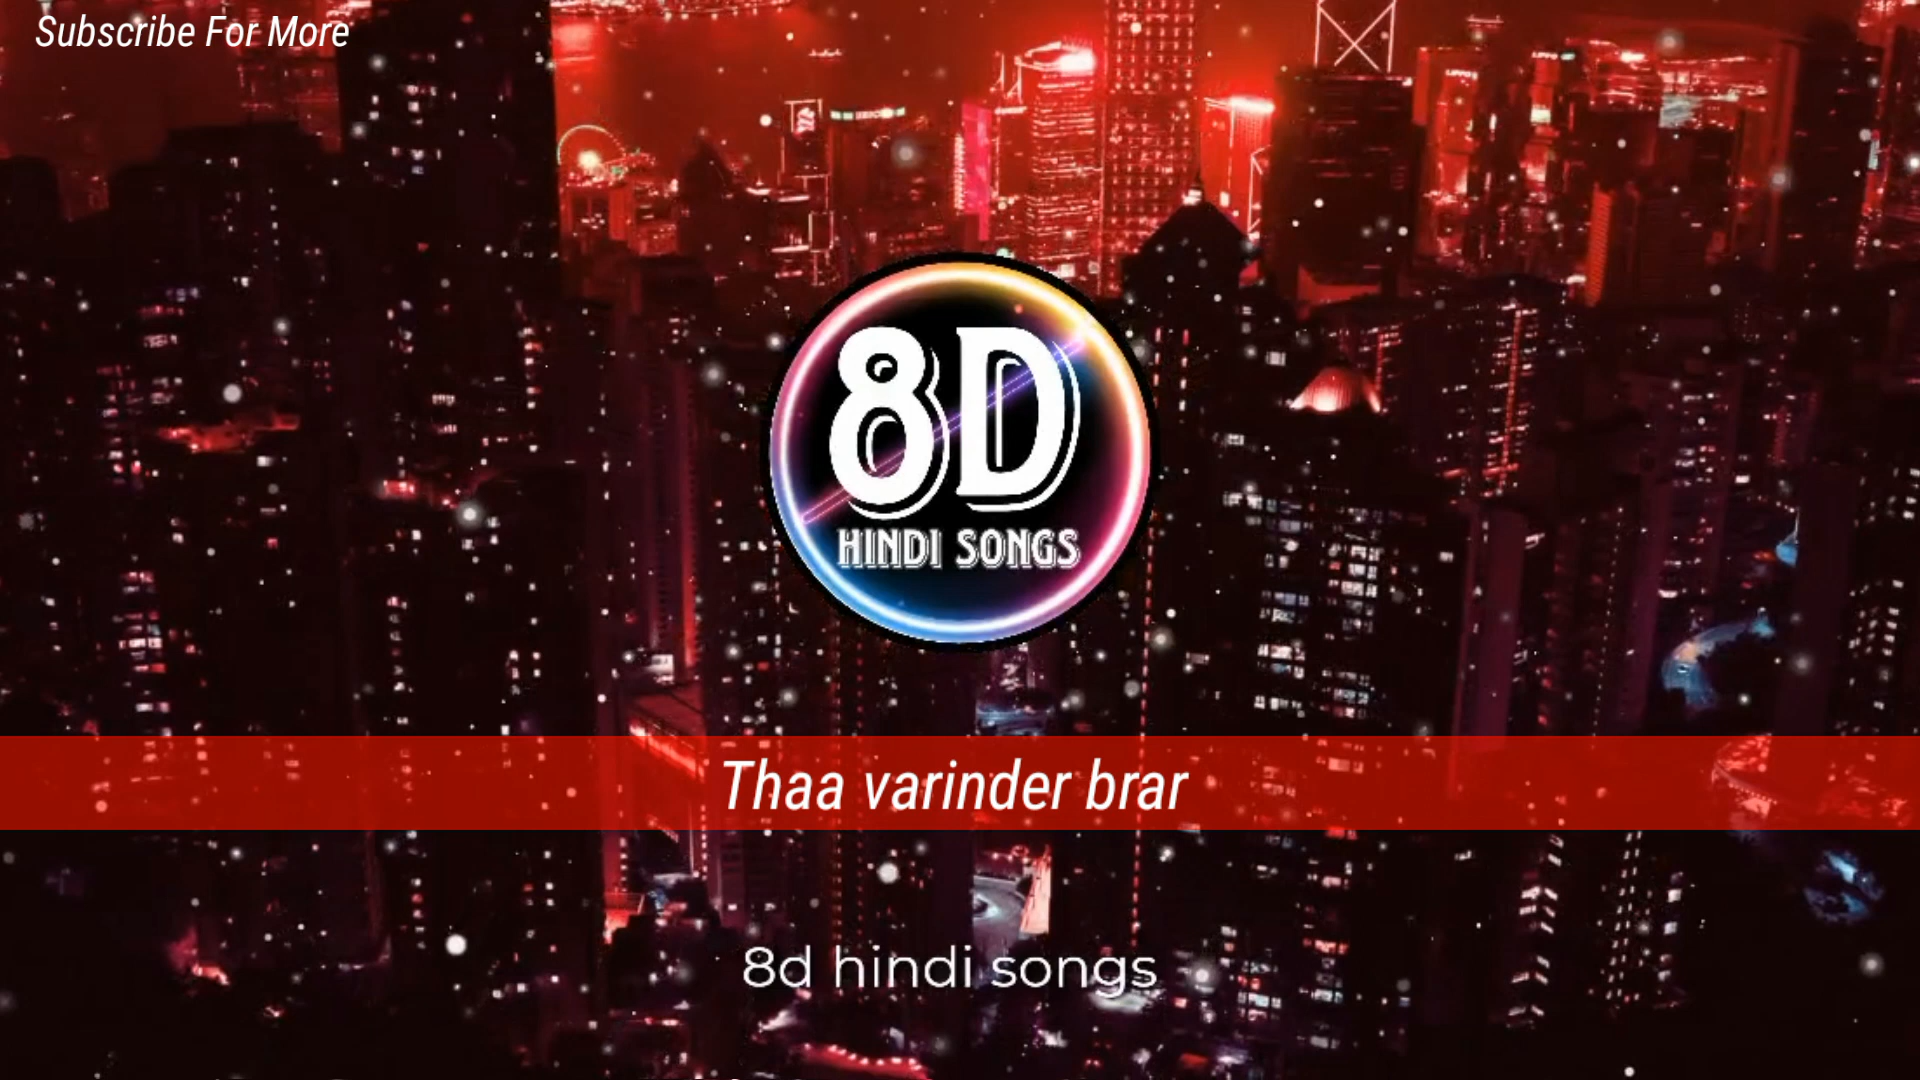 Subscribe For More
8D
HINDI SONGS
Thaa varinder brar
8d hindi songs